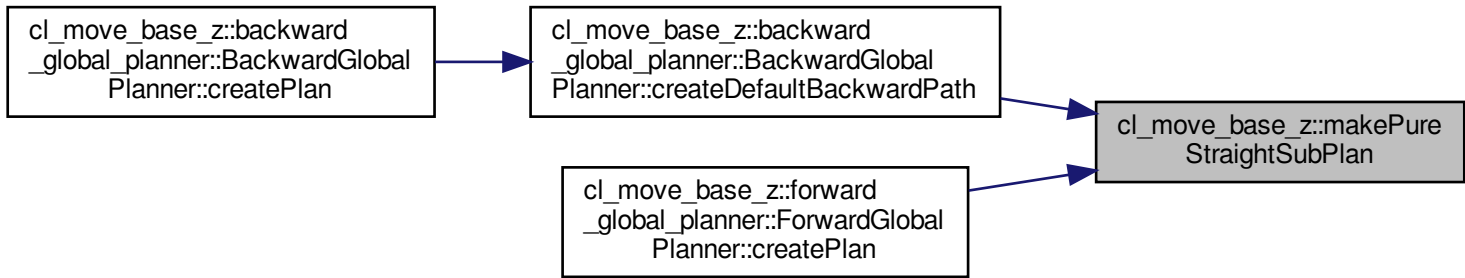 cl_move_base_z::backward
_global_planner::BackwardGlobal
Planner::createPlan
cl_move_base_z::backward
_global_planner::BackwardGlobal
Planner::createDefaultBackwardPath
cl_move_base_z::makePure
StraightSubPlan
cl_move_base_z::forward
_global_planner::ForwardGlobal
Planner::createPlan